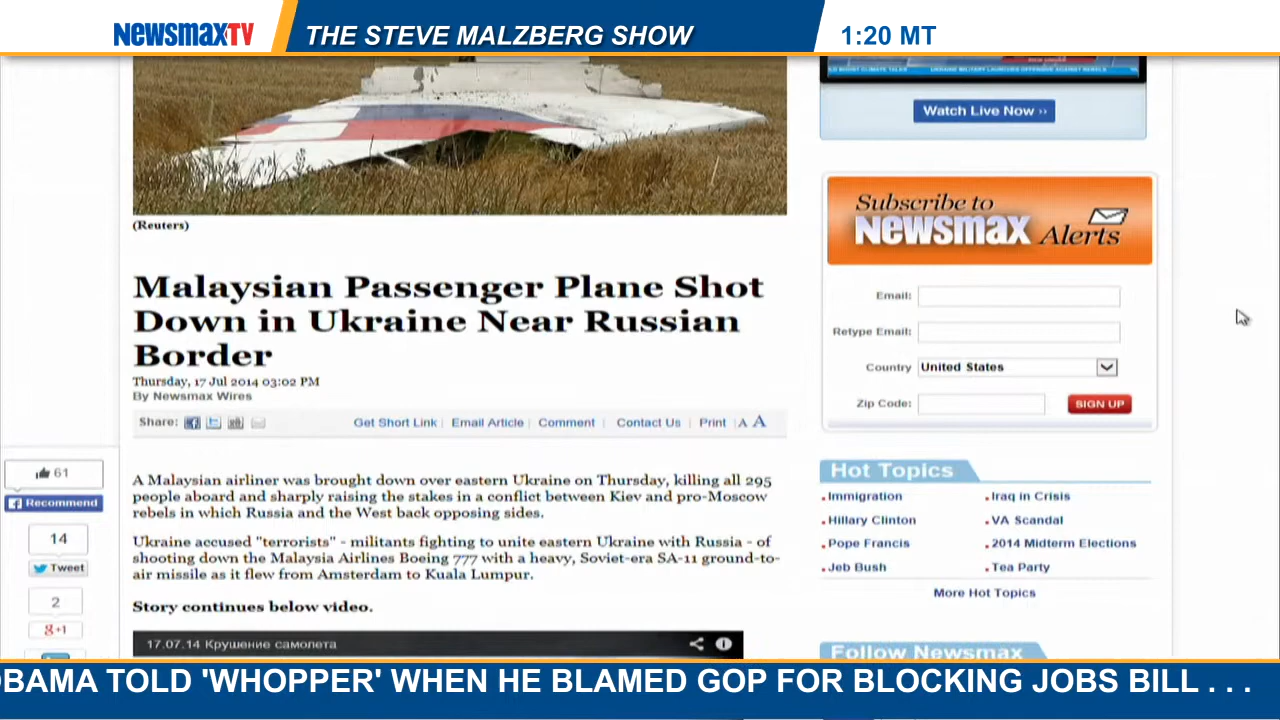 NEWSMAXTV
THE STEVE MALZBERG SHOW
1:20 MT
Watch Live Now ››
(Reuters)
Malaysian Passenger Plane Shot
Down in Ukraine Near Russian
Border
Thursday, 17 Jul 2014 03:02 PM
By Newsmax Wires
Share:
Get Short Link | Email Article | Comment | Contact Us | Print | A A
61
Recommend
14
Tweet
2
g+1
A Malaysian airliner was brought down over eastern Ukraine on Thursday, killing all 295
people aboard and sharply raising the stakes in a conflict between Kiev and pro-Moscow
rebels in which Russia and the West back opposing sides.
Ukraine accused "terrorists" - militants fighting to unite eastern Ukraine with Russia - of
shooting down the Malaysia Airlines Boeing 777 with a heavy, Soviet-era SA-11 ground-to-
air missile as it flew from Amsterdam to Kuala Lumpur.
Story continues below video.
17.07.14 Крушение самолета
Subscribe to
Newsmax Alerts
Email:
Retype Email:
Country United States
Zip Code:
SIGN UP
Hot Topics
Immigration
Iraq in Crisis
Hillary Clinton
VA Scandal
Pope Francis
2014 Midterm Elections
Jeb Bush
Tea Party
More Hot Topics
Follow Newsmax
OBAMA TOLD 'WHOPPER' WHEN HE BLAMED GOP FOR BLOCKING JOBS BILL . . .